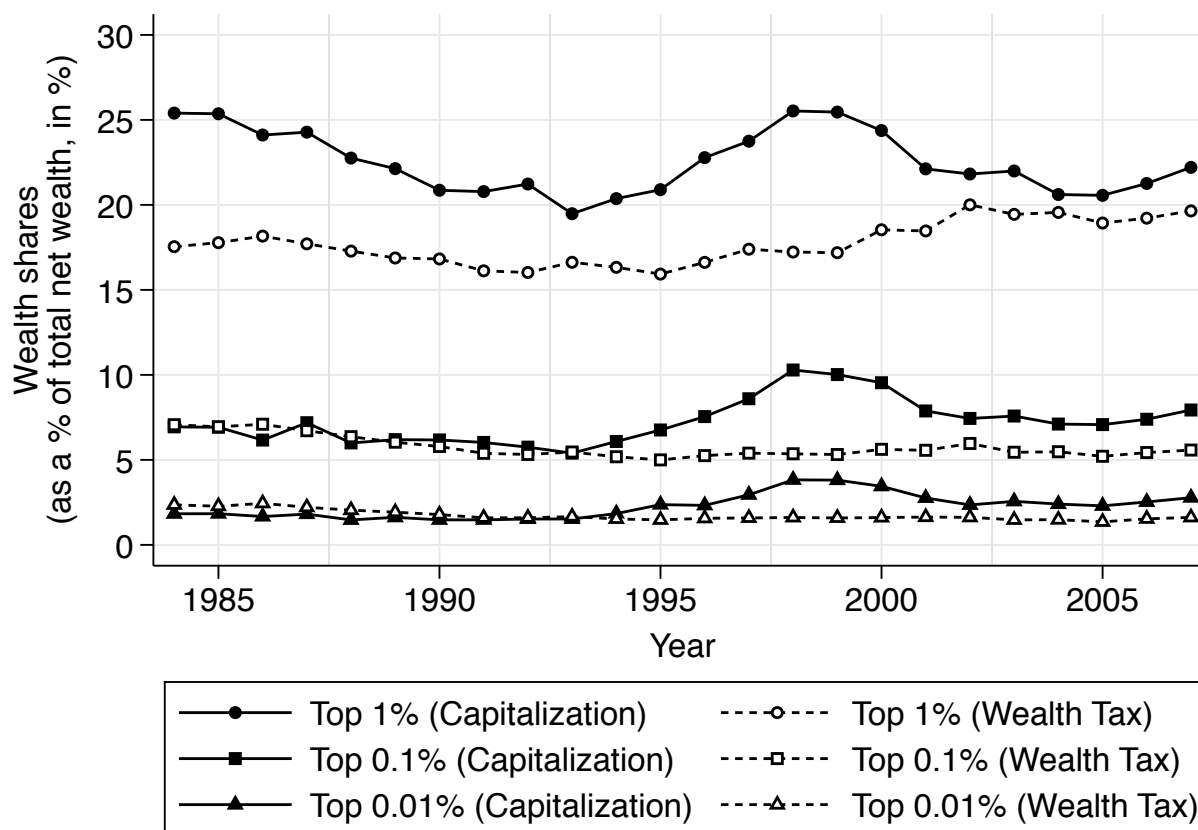 Wealth shares
(as a % of total net wealth, in %)
30
25
20
15
10
5
0
1985 1990 1995 2000 2005
Year
Top 1% (Capitalization) Top 1% (Wealth Tax)
Top 0.1% (Capitalization) Top 0.1% (Wealth Tax)
Top 0.01% (Capitalization) Top 0.01% (Wealth Tax)